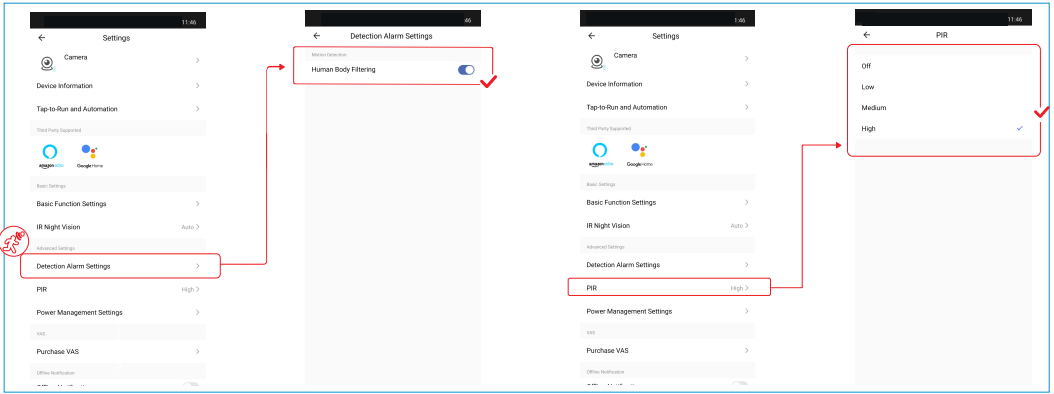 11:46
Settings
Camera
Device Information
Tap-to-Run and Automation
Third Party Supported
amazon alexa
Google Home
Basic Settings
Basic Function Settings
IR Night Vision
Auto
Advanced Settings
Detection Alarm Settings
PIR
High
Power Management Settings
VAS
Purchase VAS
Offline Notification
:46
Detection Alarm Settings
Motion Detection
Human Body Filtering
1:46
Settings
Camera
Device Information
Tap-to-Run and Automation
Third Party Supported
amazon alexa
Google Home
Basic Settings
Basic Function Settings
IR Night Vision
Auto
Advanced Settings
Detection Alarm Settings
PIR
High
Power Management Settings
VAS
Purchase VAS
Offline Notification
11:46
PIR
Off
Low
Medium
High